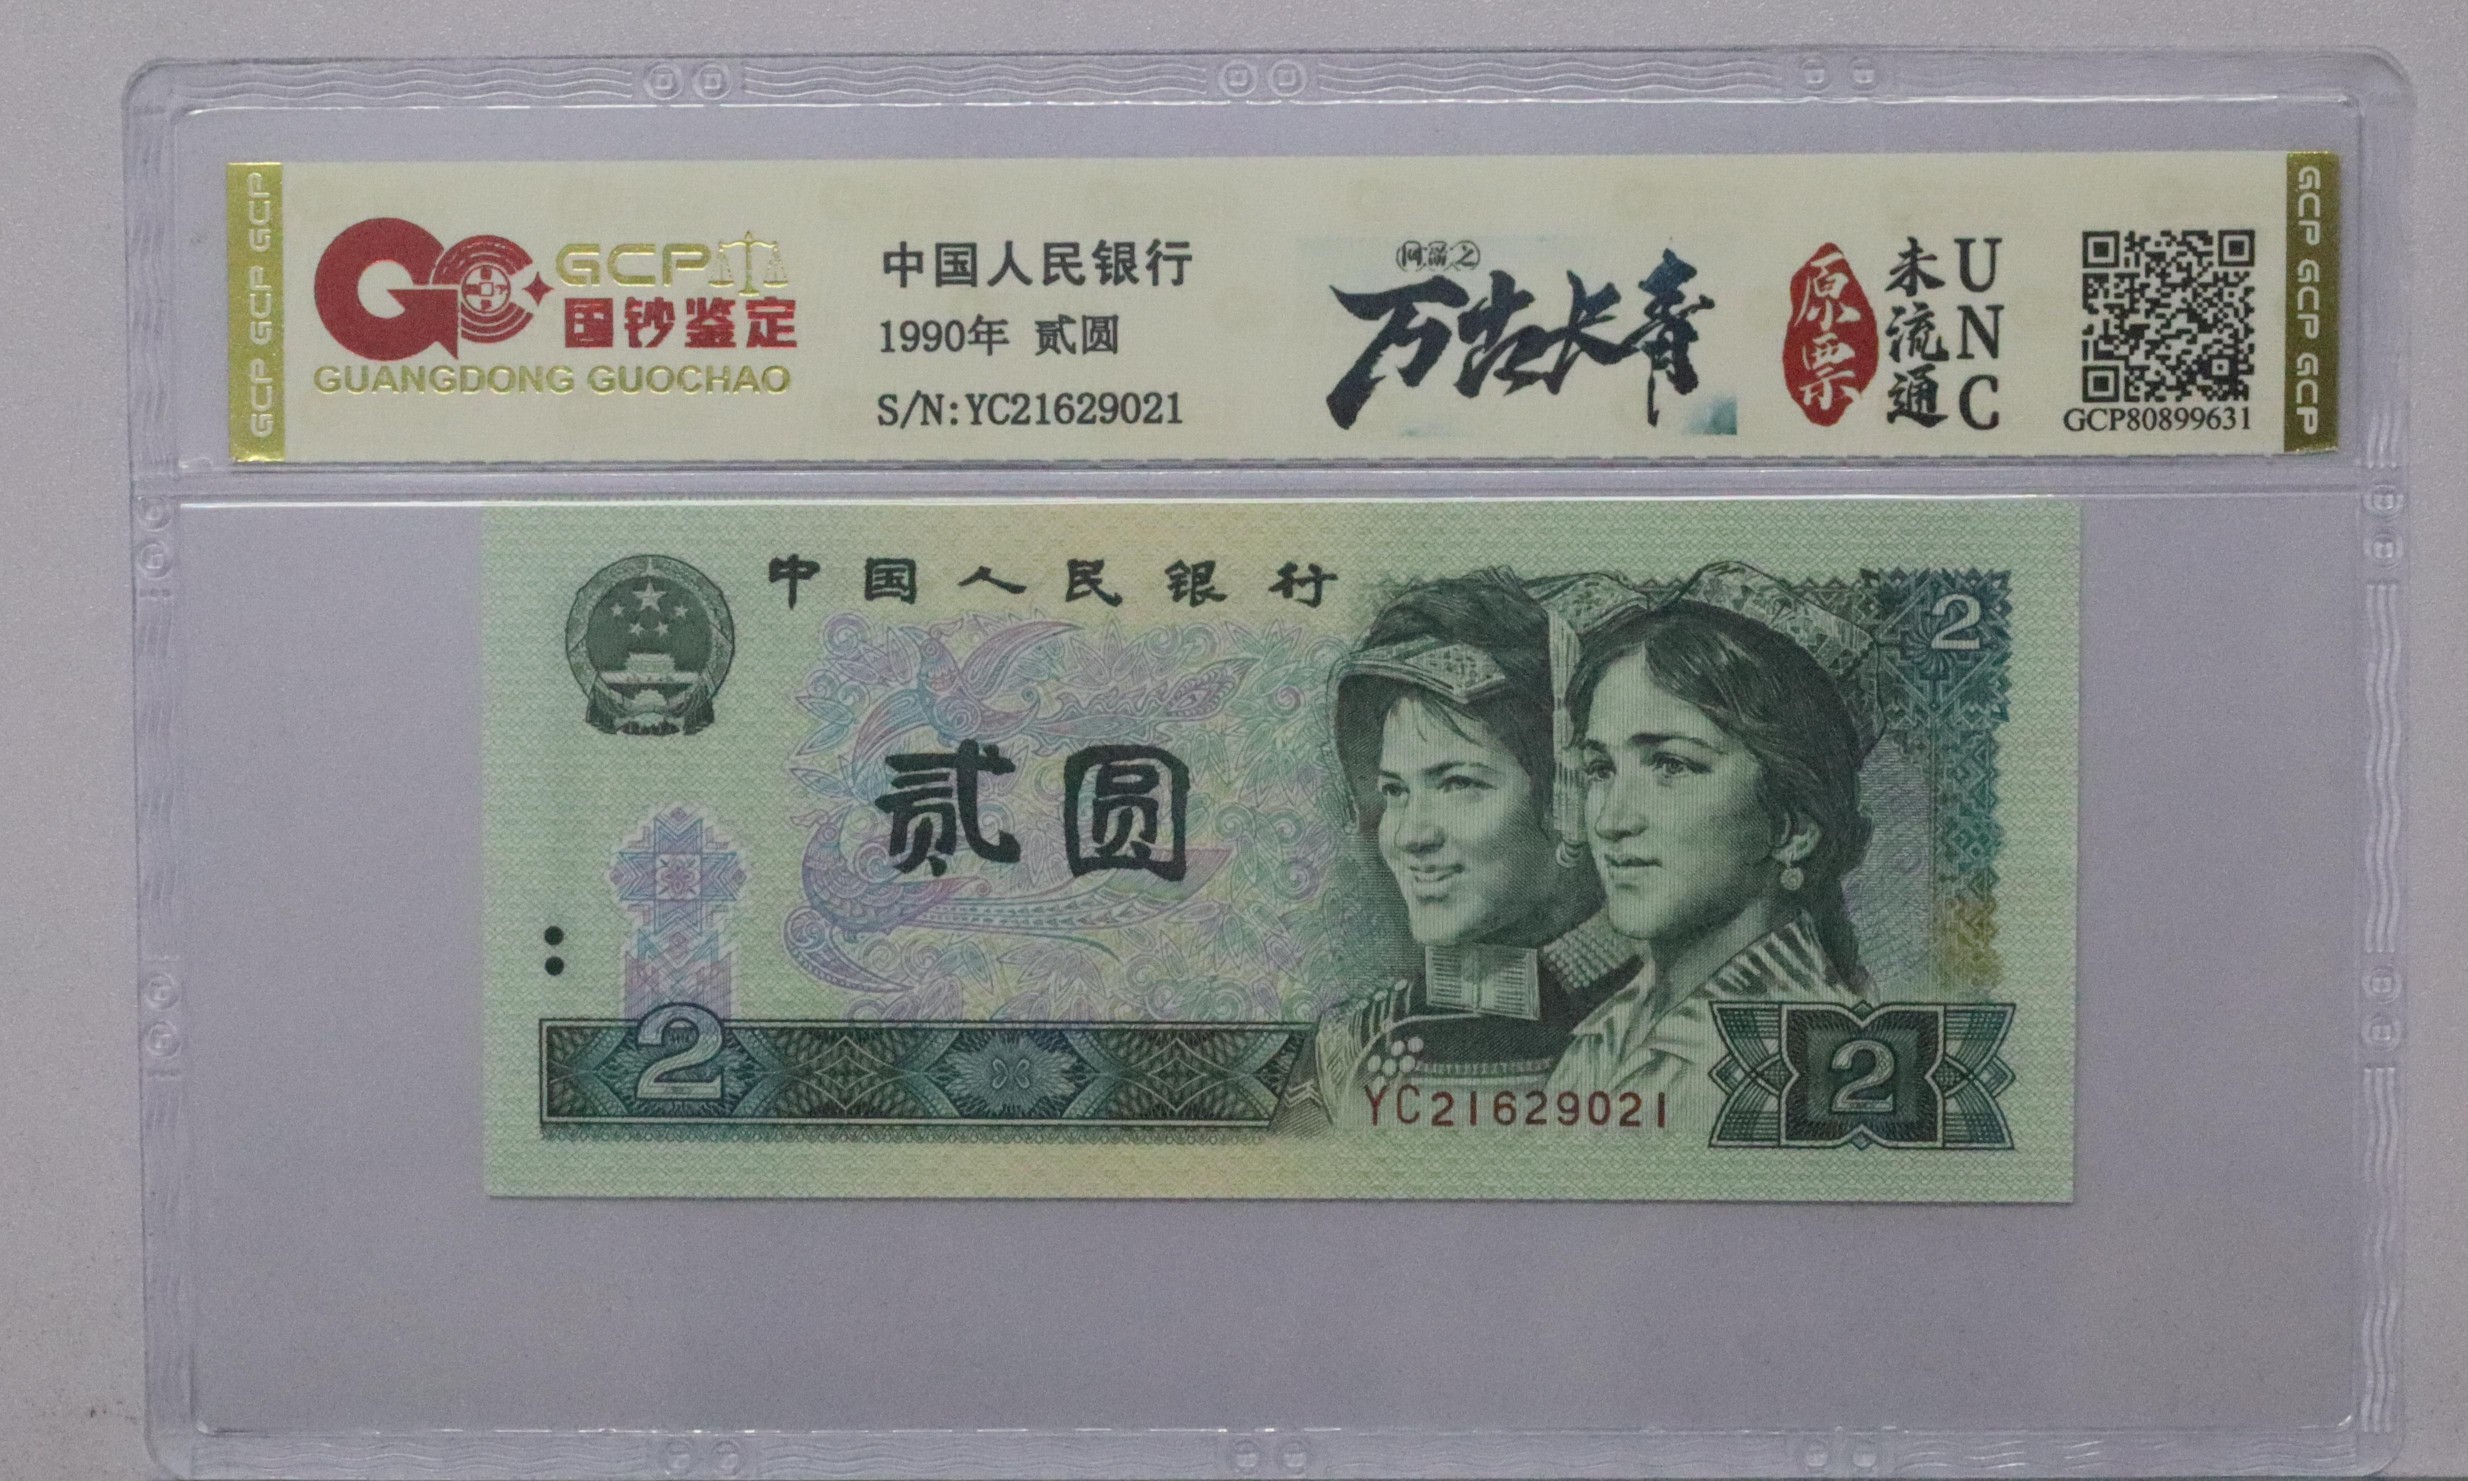 GCP GCP GCP
GCP
国钞鉴定
GUANGDONG GUOCHAO
中国人民银行
1990年 贰圆
S/N:YC21629021
万古长青
原票
未流通
UNC
GCP80899631
GCP GCP GCP
中国人民银行
2
贰圆
2
YC21629021
2